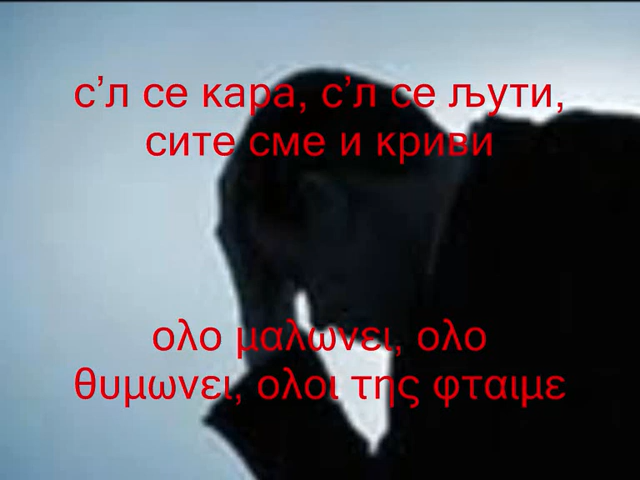 с’л се кара, с’л се љути,
сите сме и криви
ολο μαλωνει, ολο
θυμωνει, ολοι της φταιμε